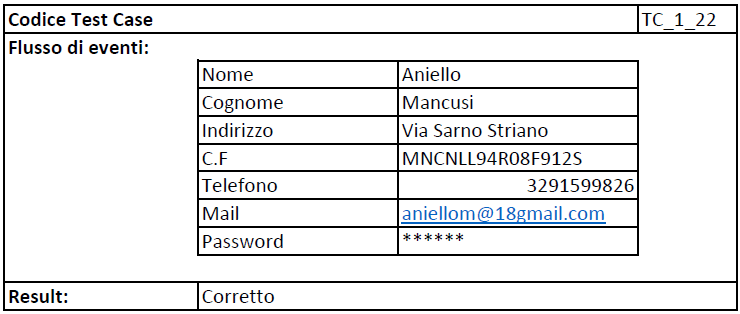 Codice Test Case TC_1_22
Flusso di eventi:
Nome Aniello
Cognome Mancusi
Indirizzo Via Sarno Striano
C.F MNCNLL94R08F912S
Telefono 3291599826
Mail aniellom@18gmail.com
Password ******
Result: Corretto